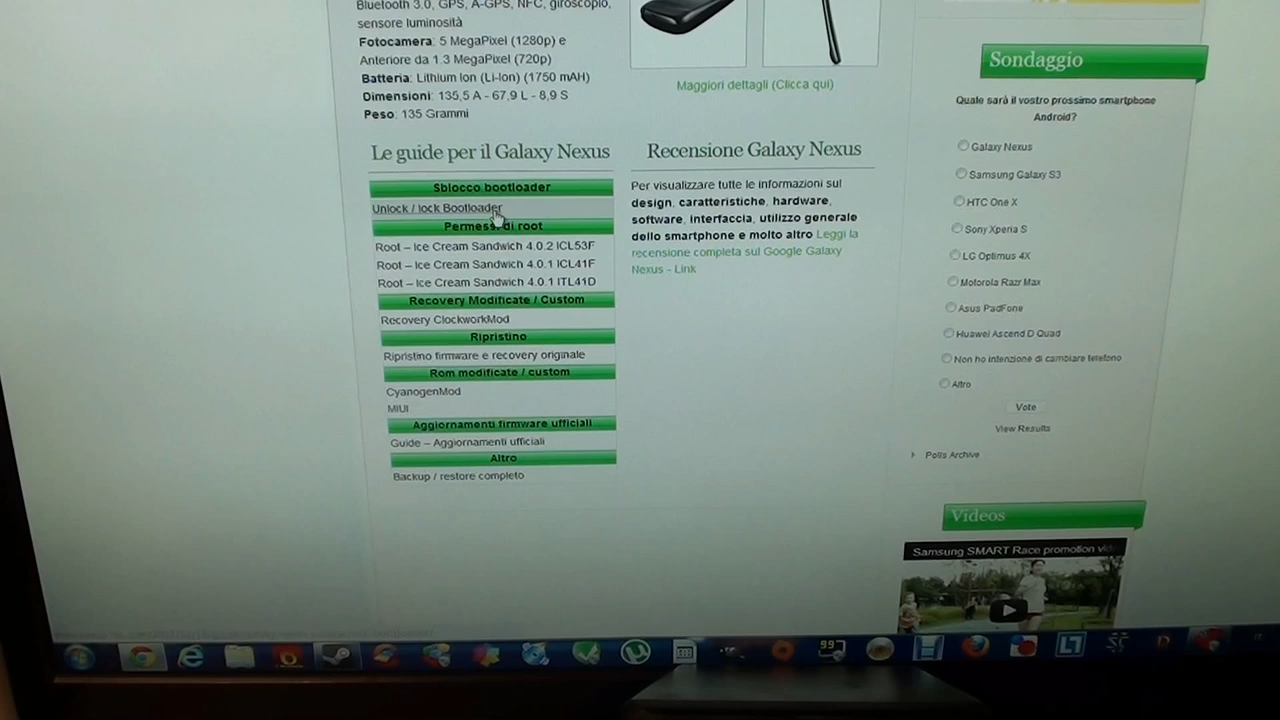 Bluetooth 3.0, GPS, A-GPS, NFC, giroscopio,
sensore luminosità
Fotocamera: 5 MegaPixel (1280p) e
Anteriore da 1.3 MegaPixel (720p)
Batteria: Lithium Ion (Li-Ion) (1750 mAH)
Dimensioni: 135,5 A - 67,9 L - 8,9 S
Peso: 135 Grammi
Maggiori dettagli (Clicca qui)
Le guide per il Galaxy Nexus
Sblocco bootloader
Unlock / lock Bootloader
Permessi di root
Root – Ice Cream Sandwich 4.0.2 ICL53F
Root – Ice Cream Sandwich 4.0.1 ICL41F
Root – Ice Cream Sandwich 4.0.1 ITL41D
Recovery Modificate / Custom
Recovery ClockworkMod
Ripristino
Ripristino firmware e recovery originale
Rom modificate / custom
CyanogenMod
MIUI
Aggiornamenti firmware ufficiali
Guide – Aggiornamenti ufficiali
Altro
Backup / restore completo
Recensione Galaxy Nexus
Per visualizzare tutte le informazioni sul
design, caratteristiche, hardware,
software, interfaccia, utilizzo generale
dello smartphone e molto altro Leggi la
recensione completa sul Google Galaxy
Nexus - Link
Sondaggio
Quale sarà il vostro prossimo smartphone
Android?
Galaxy Nexus
Samsung Galaxy S3
HTC One X
Sony Xperia S
LG Optimus 4X
Motorola Razr Max
Asus PadFone
Huawei Ascend D Quad
Non ho intenzione di cambiare telefono
Altro
Vote
View Results
Polls Archive
Videos
Samsung SMART Race promotion
99